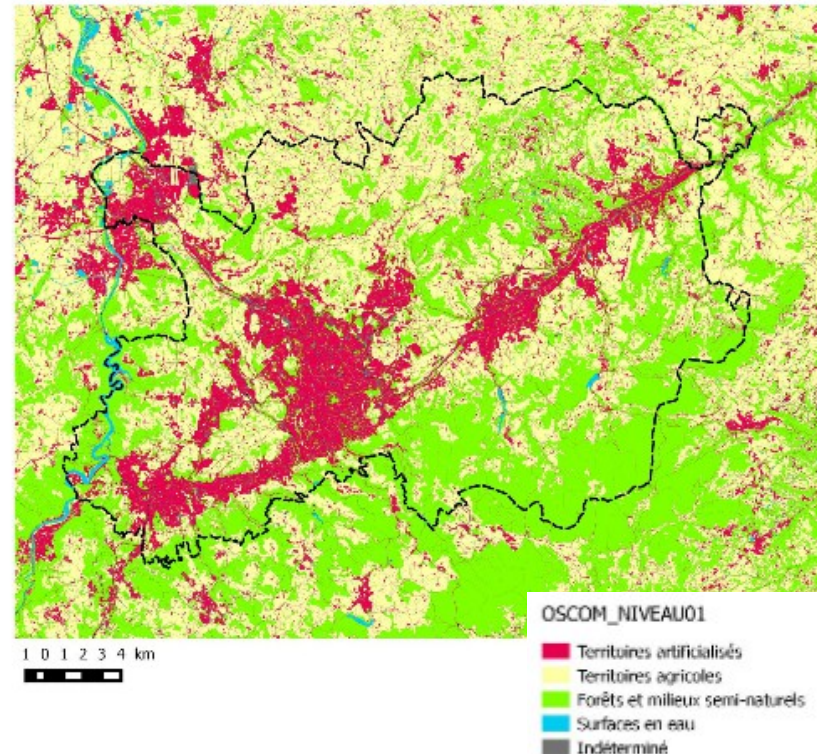 1 0 1 2 3 4 km
OSCOM_NIVEAU01
Territoires artificialisés
Territoires agricoles
Forêts et milieux semi-naturels
Surfaces en eau
Indéterminé